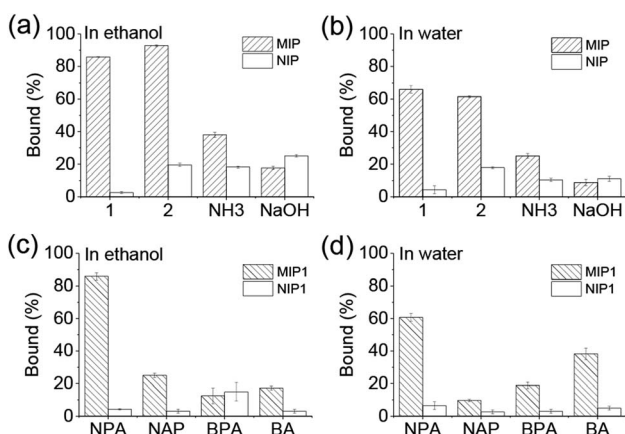 (a)
In ethanol
MIP
NIP
Bound (%)
100
80
60
40
20
0
1 2 NH3 NaOH
(b)
In water
MIP
NIP
Bound (%)
100
80
60
40
20
0
1 2 NH3 NaOH
(c)
In ethanol
MIP1
NIP1
Bound (%)
100
80
60
40
20
0
NPA NAP BPA BA
(d)
In water
MIP1
NIP1
Bound (%)
100
80
60
40
20
0
NPA NAP BPA BA